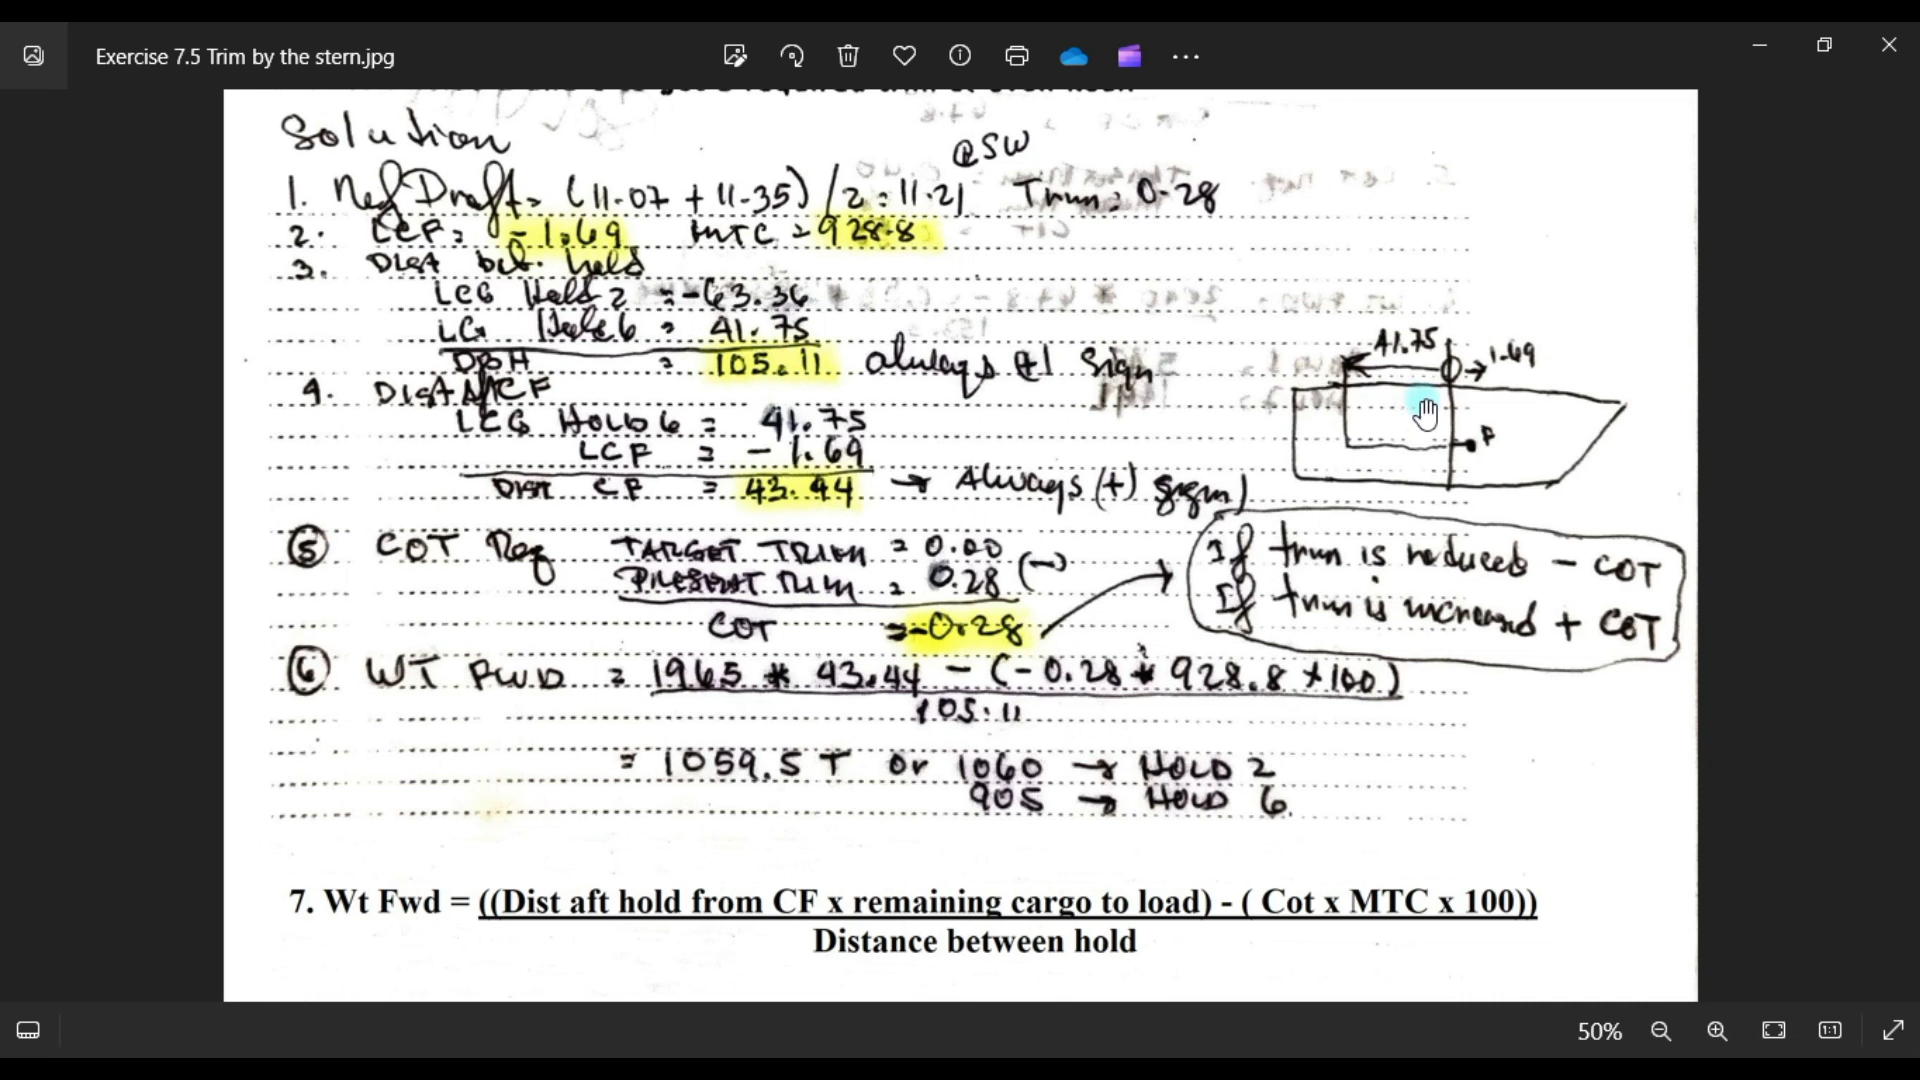 Exercise 7.5 Trim by the stern.jpg
Solution
@SW
1. Ref Draft = (11.07 + 11.35) / 2 = 11.21 Trim = 0.28
2. LCF = -1.69 MTC = 928.8
3. Dist bet. hold
LCG Hold 2 = -63.36
LCG Hold 6 = 41.75
DBH = 105.11 always (+) sign
4. DIST A/CF
LCG HOLD 6 = 41.75
LCF = -1.69
DIST CF = 43.44 → Always (+) sign)
41.75
1.69
F
5 COT Req TARGET TRIM = 0.00
PRESENT TRIM = 0.28 (-)
COT = -0.28
If trim is reduced - COT
If trim is increased + COT
6 WT FWD = 1965 * 43.44 - (-0.28 * 928.8 * 100)
105.11
= 1059.5 T or 1060 → HOLD 2
905 → HOLD 6.
7. Wt Fwd = ((Dist aft hold from CF x remaining cargo to load) - ( Cot x MTC x 100))
Distance between hold
50%
1:1